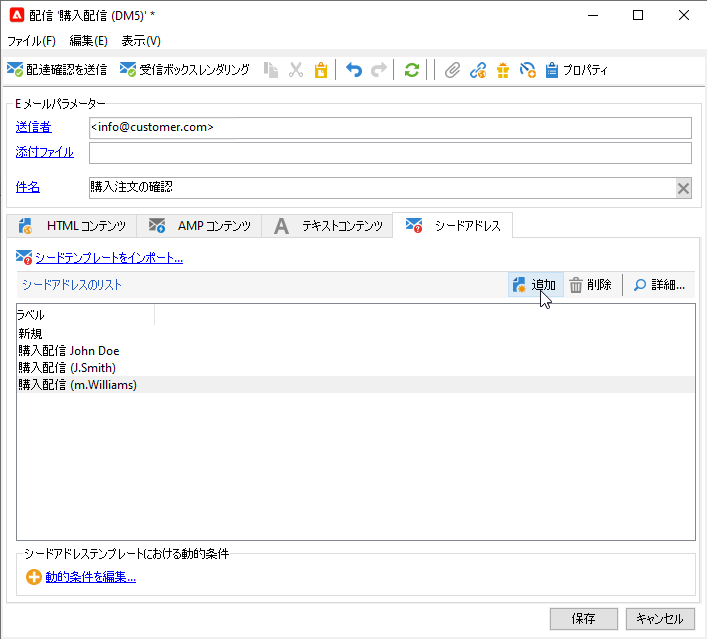 配信 '購入配信 (DM5)' *
ファイル(F) 編集(E) 表示(V)
配達確認を送信 受信ボックスレンダリング プロパティ
Eメールパラメーター
送信者 <info@customer.com>
添付ファイル
件名 購入注文の確認
HTML コンテンツ AMP コンテンツ テキストコンテンツ シードアドレス
シードテンプレートをインポート...
シードアドレスのリスト 追加 削除 詳細...
ラベル
新規
購入配信 John Doe
購入配信 (J.Smith)
購入配信 (m.Williams)
シードアドレステンプレートにおける動的条件
動的条件を編集...
保存 キャンセル